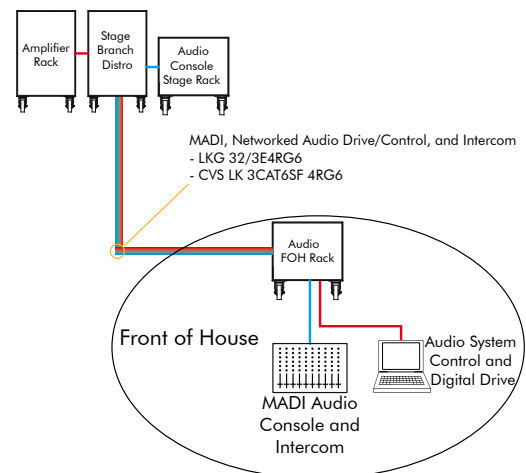 Amplifier
Rack
Stage
Branch
Distro
Audio
Console
Stage Rack
MADI, Networked Audio Drive/Control, and Intercom
- LKG 32/3E4RG6
- CVS LK 3CAT6SF 4RG6
Audio
FOH Rack
Front of House
MADI Audio
Console and
Intercom
Audio System
Control and
Digital Drive